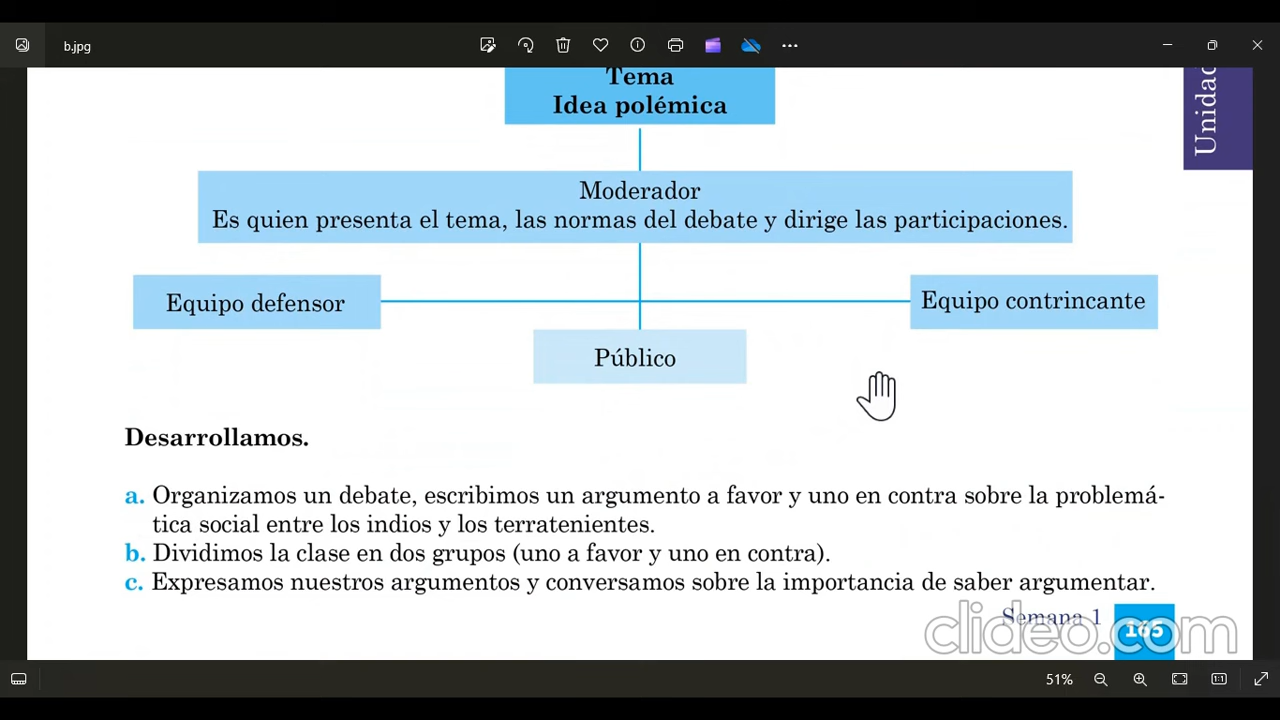 b.jpg
Tema
Idea polémica
Unidad
Moderador
Es quien presenta el tema, las normas del debate y dirige las participaciones.
Equipo defensor
Equipo contrincante
Público
Desarrollamos.
a. Organizamos un debate, escribimos un argumento a favor y uno en contra sobre la problemá-
tica social entre los indios y los terratenientes.
b. Dividimos la clase en dos grupos (uno a favor y uno en contra).
c. Expresamos nuestros argumentos y conversamos sobre la importancia de saber argumentar.
Semana 1
165
clideo.com
51%
1:1